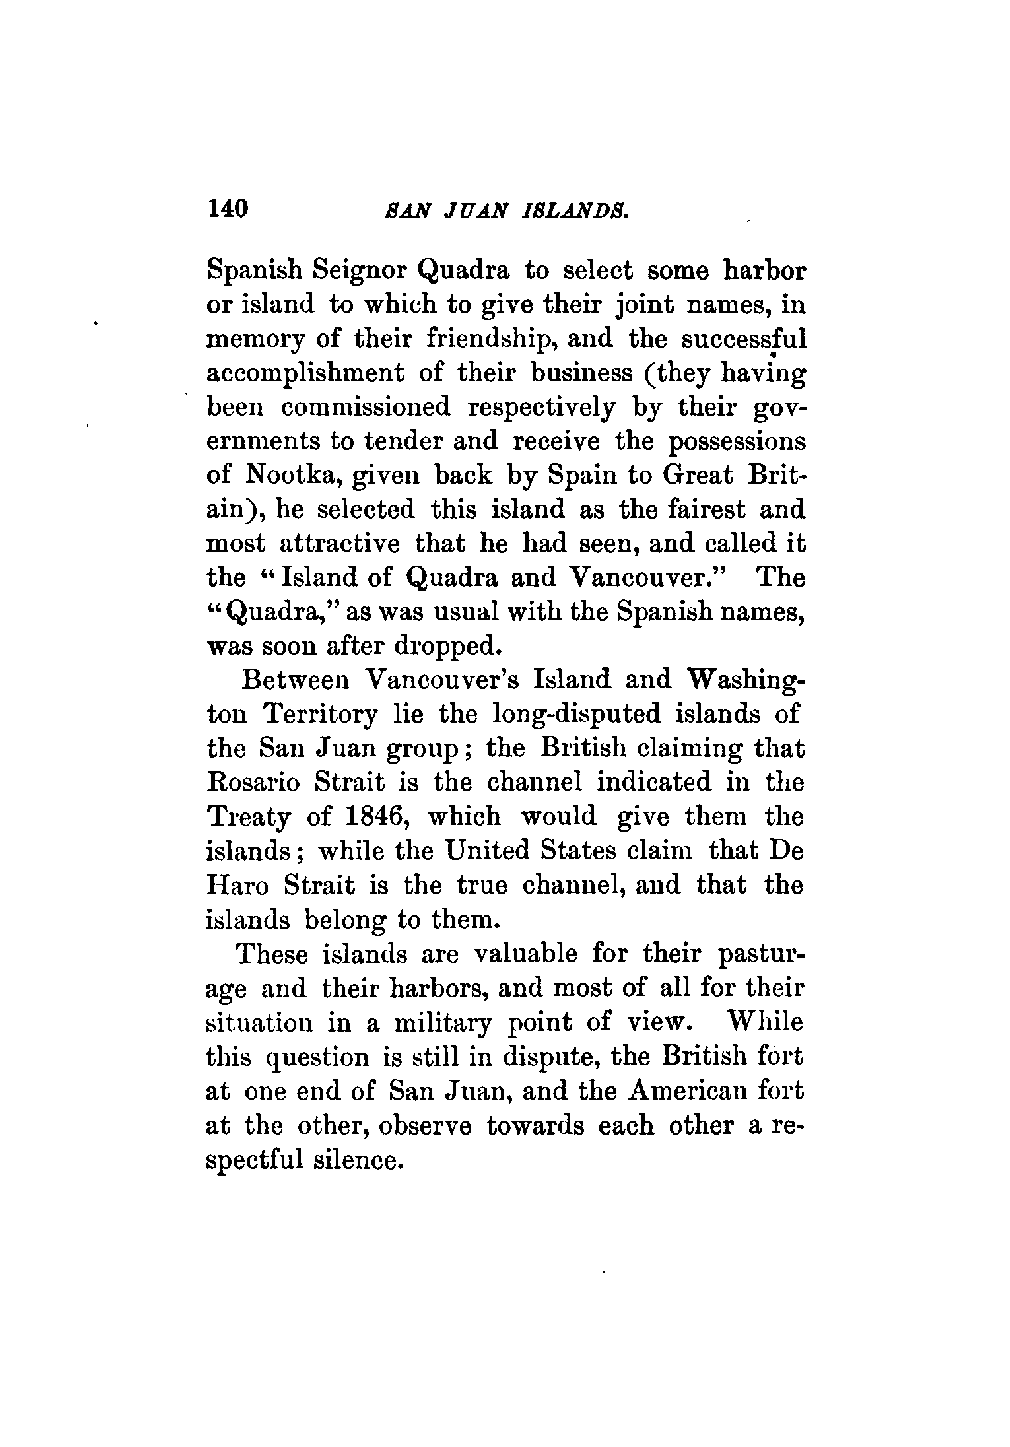 140 SAN JUAN ISLANDS.
Spanish Seignor Quadra to select some harbor
or island to which to give their joint names, in
memory of their friendship, and the successful
accomplishment of their business (they having
been commissioned respectively by their gov-
ernments to tender and receive the possessions
of Nootka, given back by Spain to Great Brit-
ain), he selected this island as the fairest and
most attractive that he had seen, and called it
the “Island of Quadra and Vancouver.” The
“Quadra,” as was usual with the Spanish names,
was soon after dropped.
Between Vancouver's Island and Washing-
ton Territory lie the long-disputed islands of
the San Juan group; the British claiming that
Rosario Strait is the channel indicated in the
Treaty of 1846, which would give them the
islands; while the United States claim that De
Haro Strait is the true channel, and that the
islands belong to them.
These islands are valuable for their pastur-
age and their harbors, and most of all for their
situation in a military point of view. While
this question is still in dispute, the British fort
at one end of San Juan, and the American fort
at the other, observe towards each other a re-
spectful silence.